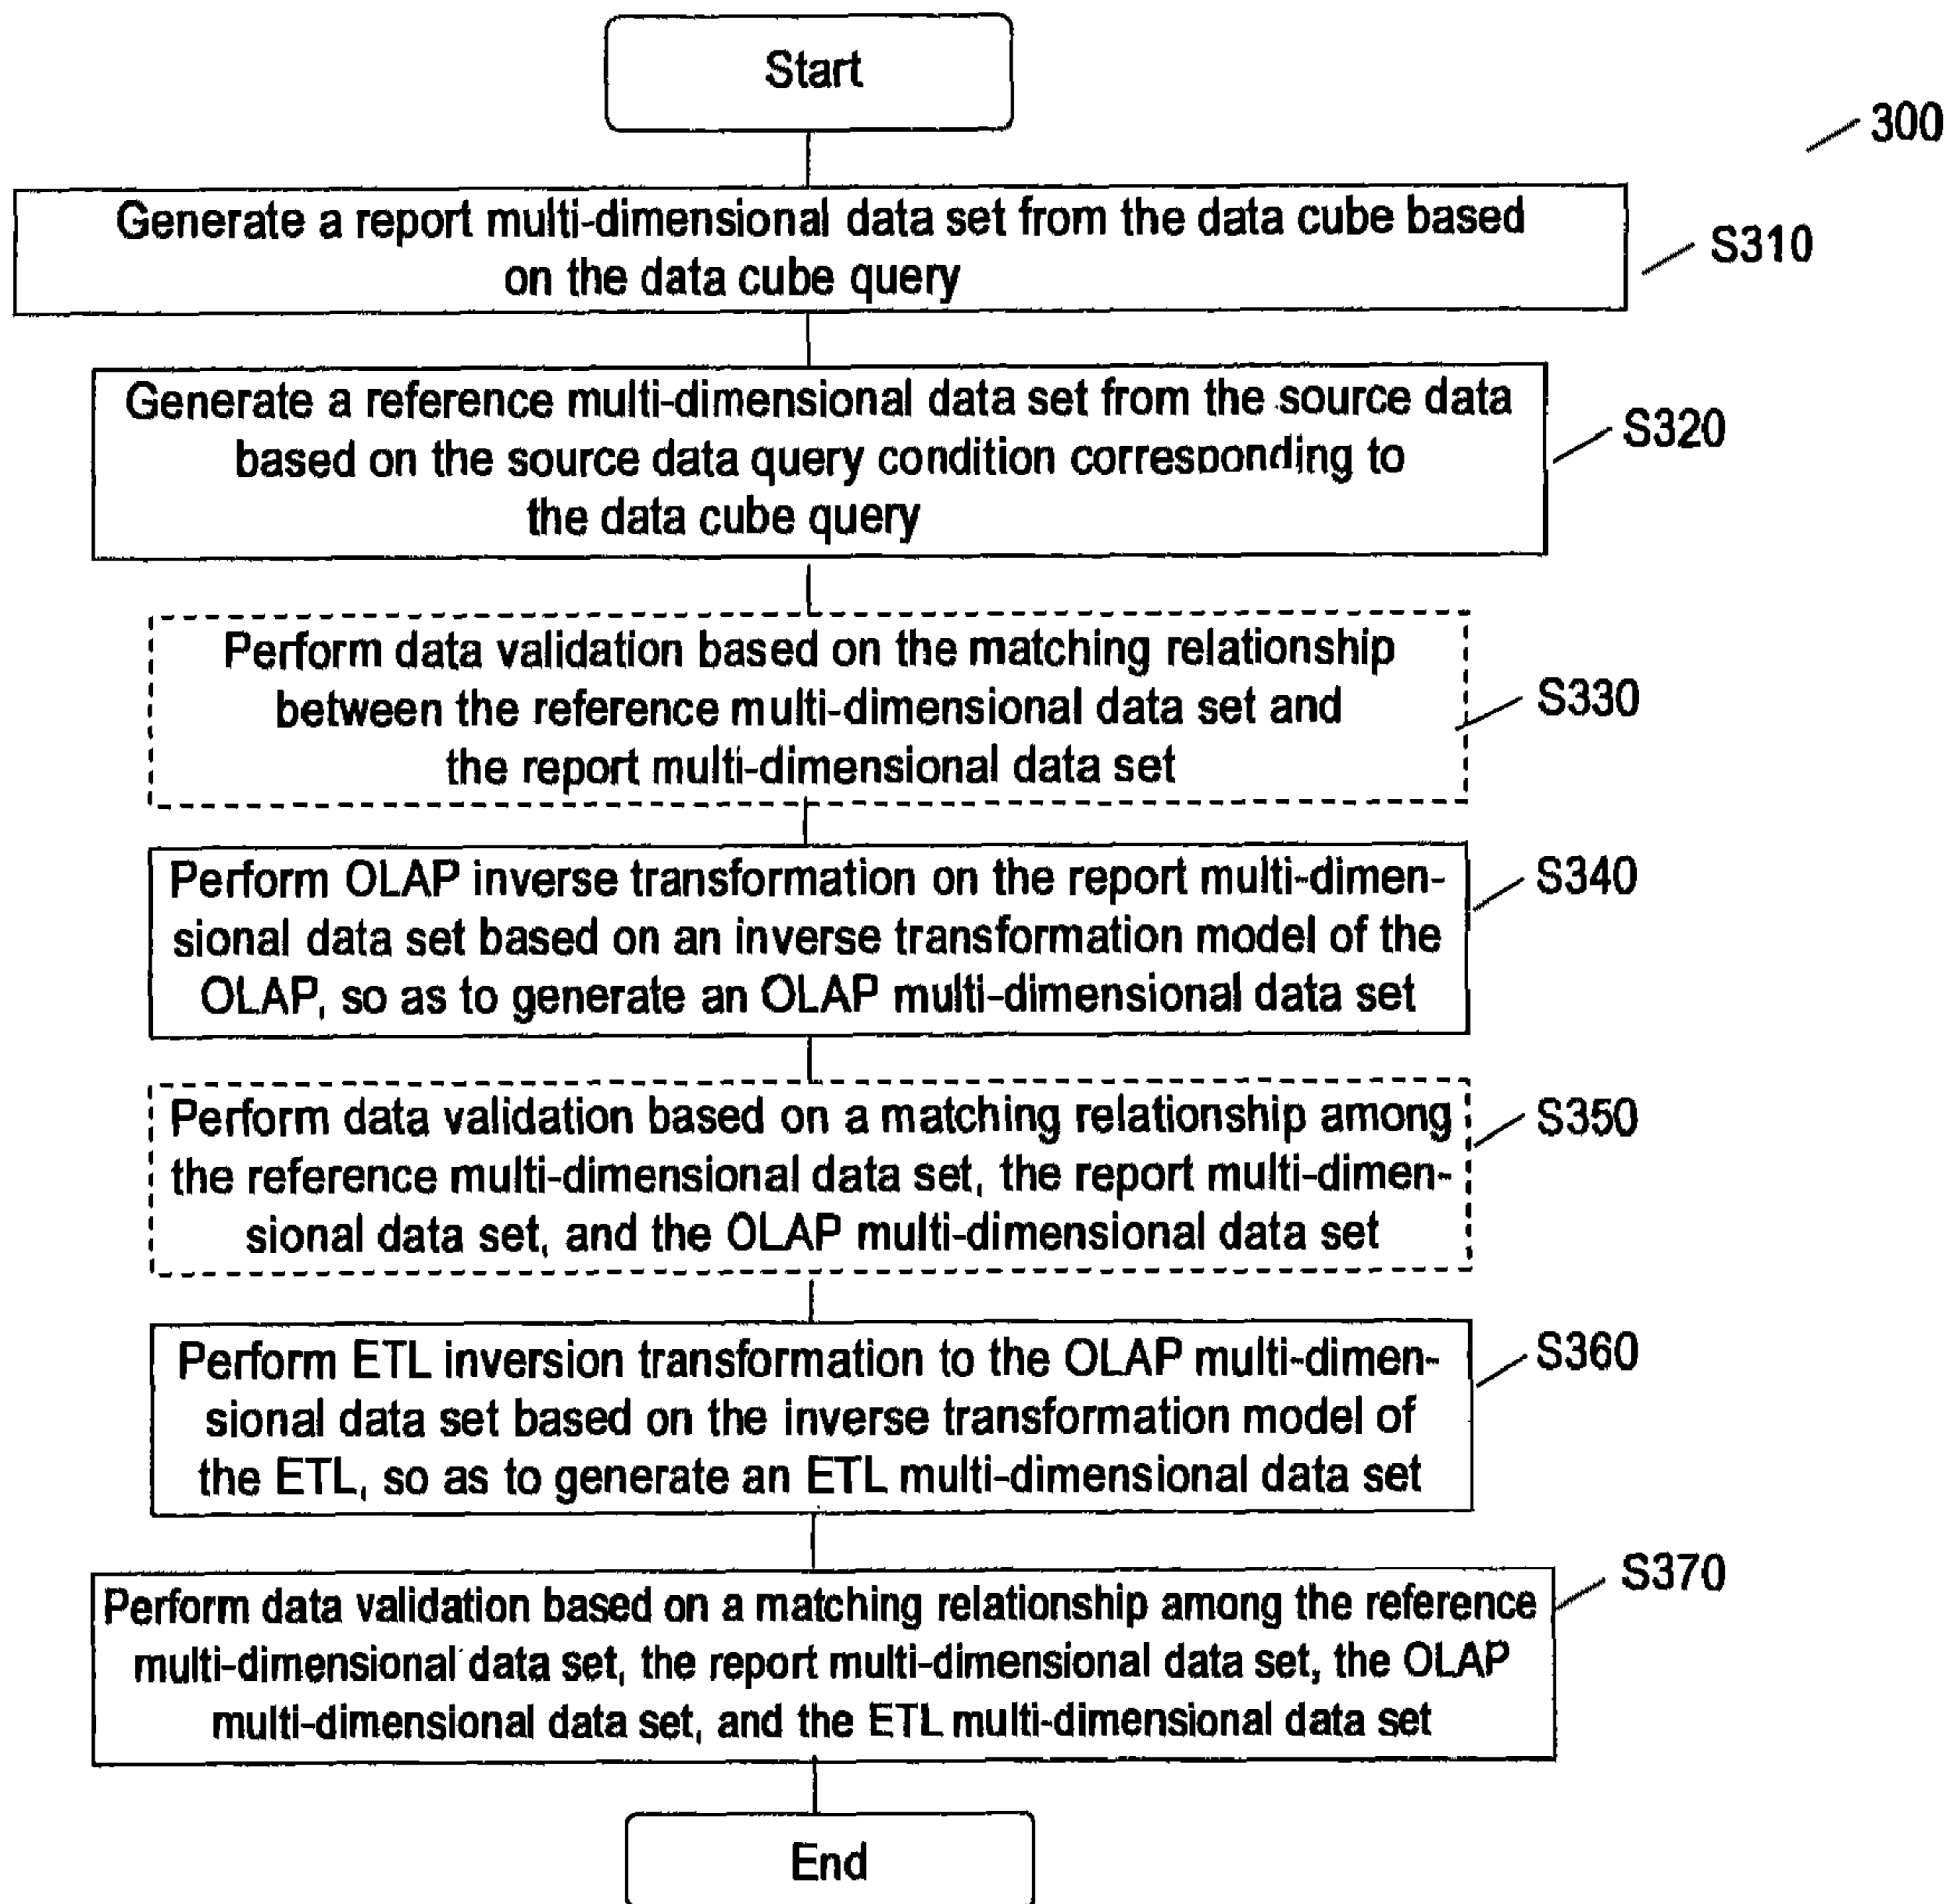 Start
300
Generate a report multi-dimensional data set from the data cube based
on the data cube query
S310
Generate a reference multi-dimensional data set from the source data
based on the source data query condition corresponding to
the data cube query
S320
Perform data validation based on the matching relationship
between the reference multi-dimensional data set and
the report multi-dimensional data set
S330
Perform OLAP inverse transformation on the report multi-dimen-
sional data set based on an inverse transformation model of the
OLAP, so as to generate an OLAP multi-dimensional data set
S340
Perform data validation based on a matching relationship among
the reference multi-dimensional data set, the report multi-dimen-
sional data set, and the OLAP multi-dimensional data set
S350
Perform ETL inversion transformation to the OLAP multi-dimen-
sional data set based on the inverse transformation model of
the ETL, so as to generate an ETL multi-dimensional data set
S360
Perform data validation based on a matching relationship among the reference
multi-dimensional data set, the report multi-dimensional data set, the OLAP
multi-dimensional data set, and the ETL multi-dimensional data set
S370
End